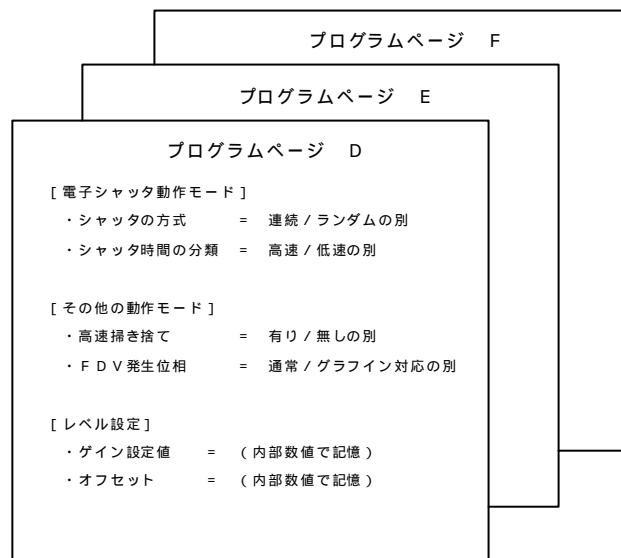 プログラムページ F
プログラムページ E
プログラムページ D
[電子シャッタ動作モード]
・シャッタの方式 = 連続/ランダムの別
・シャッタ時間の分類 = 高速/低速の別
[その他の動作モード]
・高速掃き捨て = 有り/無しの別
・FDV発生位相 = 通常/グラフイン対応の別
[レベル設定]
・ゲイン設定値 = (内部数値で記憶)
・オフセット = (内部数値で記憶)